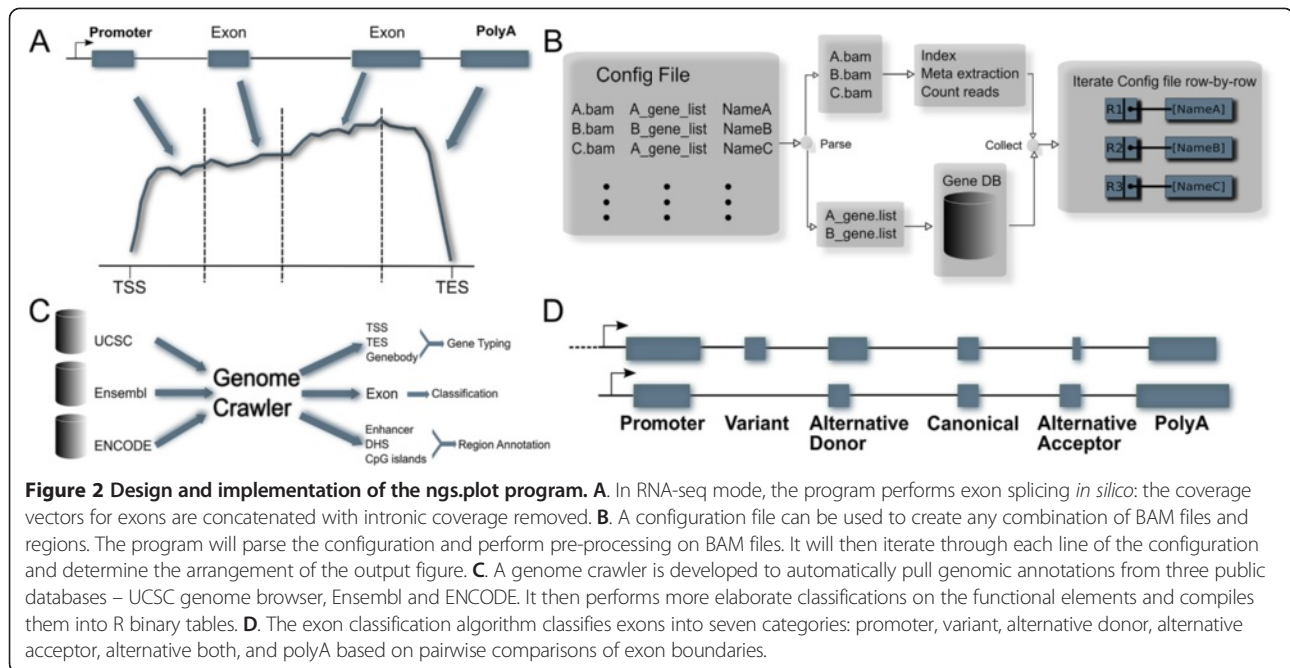 A
Promoter Exon Exon PolyA
TSS TES
B
Config File
A.bam A_gene_list NameA
B.bam B_gene_list NameB
C.bam A_gene_list NameC
Parse
A.bam
B.bam
C.bam
Index
Meta extraction
Count reads
A_gene.list
B_gene.list
Gene DB
Collect
Iterate Config file row-by-row
R1 [NameA]
R2 [NameB]
R3 [NameC]
C
UCSC
Ensembl
ENCODE
Genome
Crawler
TSS
TES
Genebody
Gene Typing
Exon
Classification
Enhancer
DHS
CpG islands
Region Annotation
D
Promoter Variant Alternative Donor Canonical Alternative Acceptor PolyA
Figure 2 Design and implementation of the ngs.plot program. A. In RNA-seq mode, the program performs exon splicing in silico: the coverage
vectors for exons are concatenated with intronic coverage removed. B. A configuration file can be used to create any combination of BAM files and
regions. The program will parse the configuration and perform pre-processing on BAM files. It will then iterate through each line of the configuration
and determine the arrangement of the output figure. C. A genome crawler is developed to automatically pull genomic annotations from three public
databases – UCSC genome browser, Ensembl and ENCODE. It then performs more elaborate classifications on the functional elements and compiles
them into R binary tables. D. The exon classification algorithm classifies exons into seven categories: promoter, variant, alternative donor, alternative
acceptor, alternative both, and polyA based on pairwise comparisons of exon boundaries.